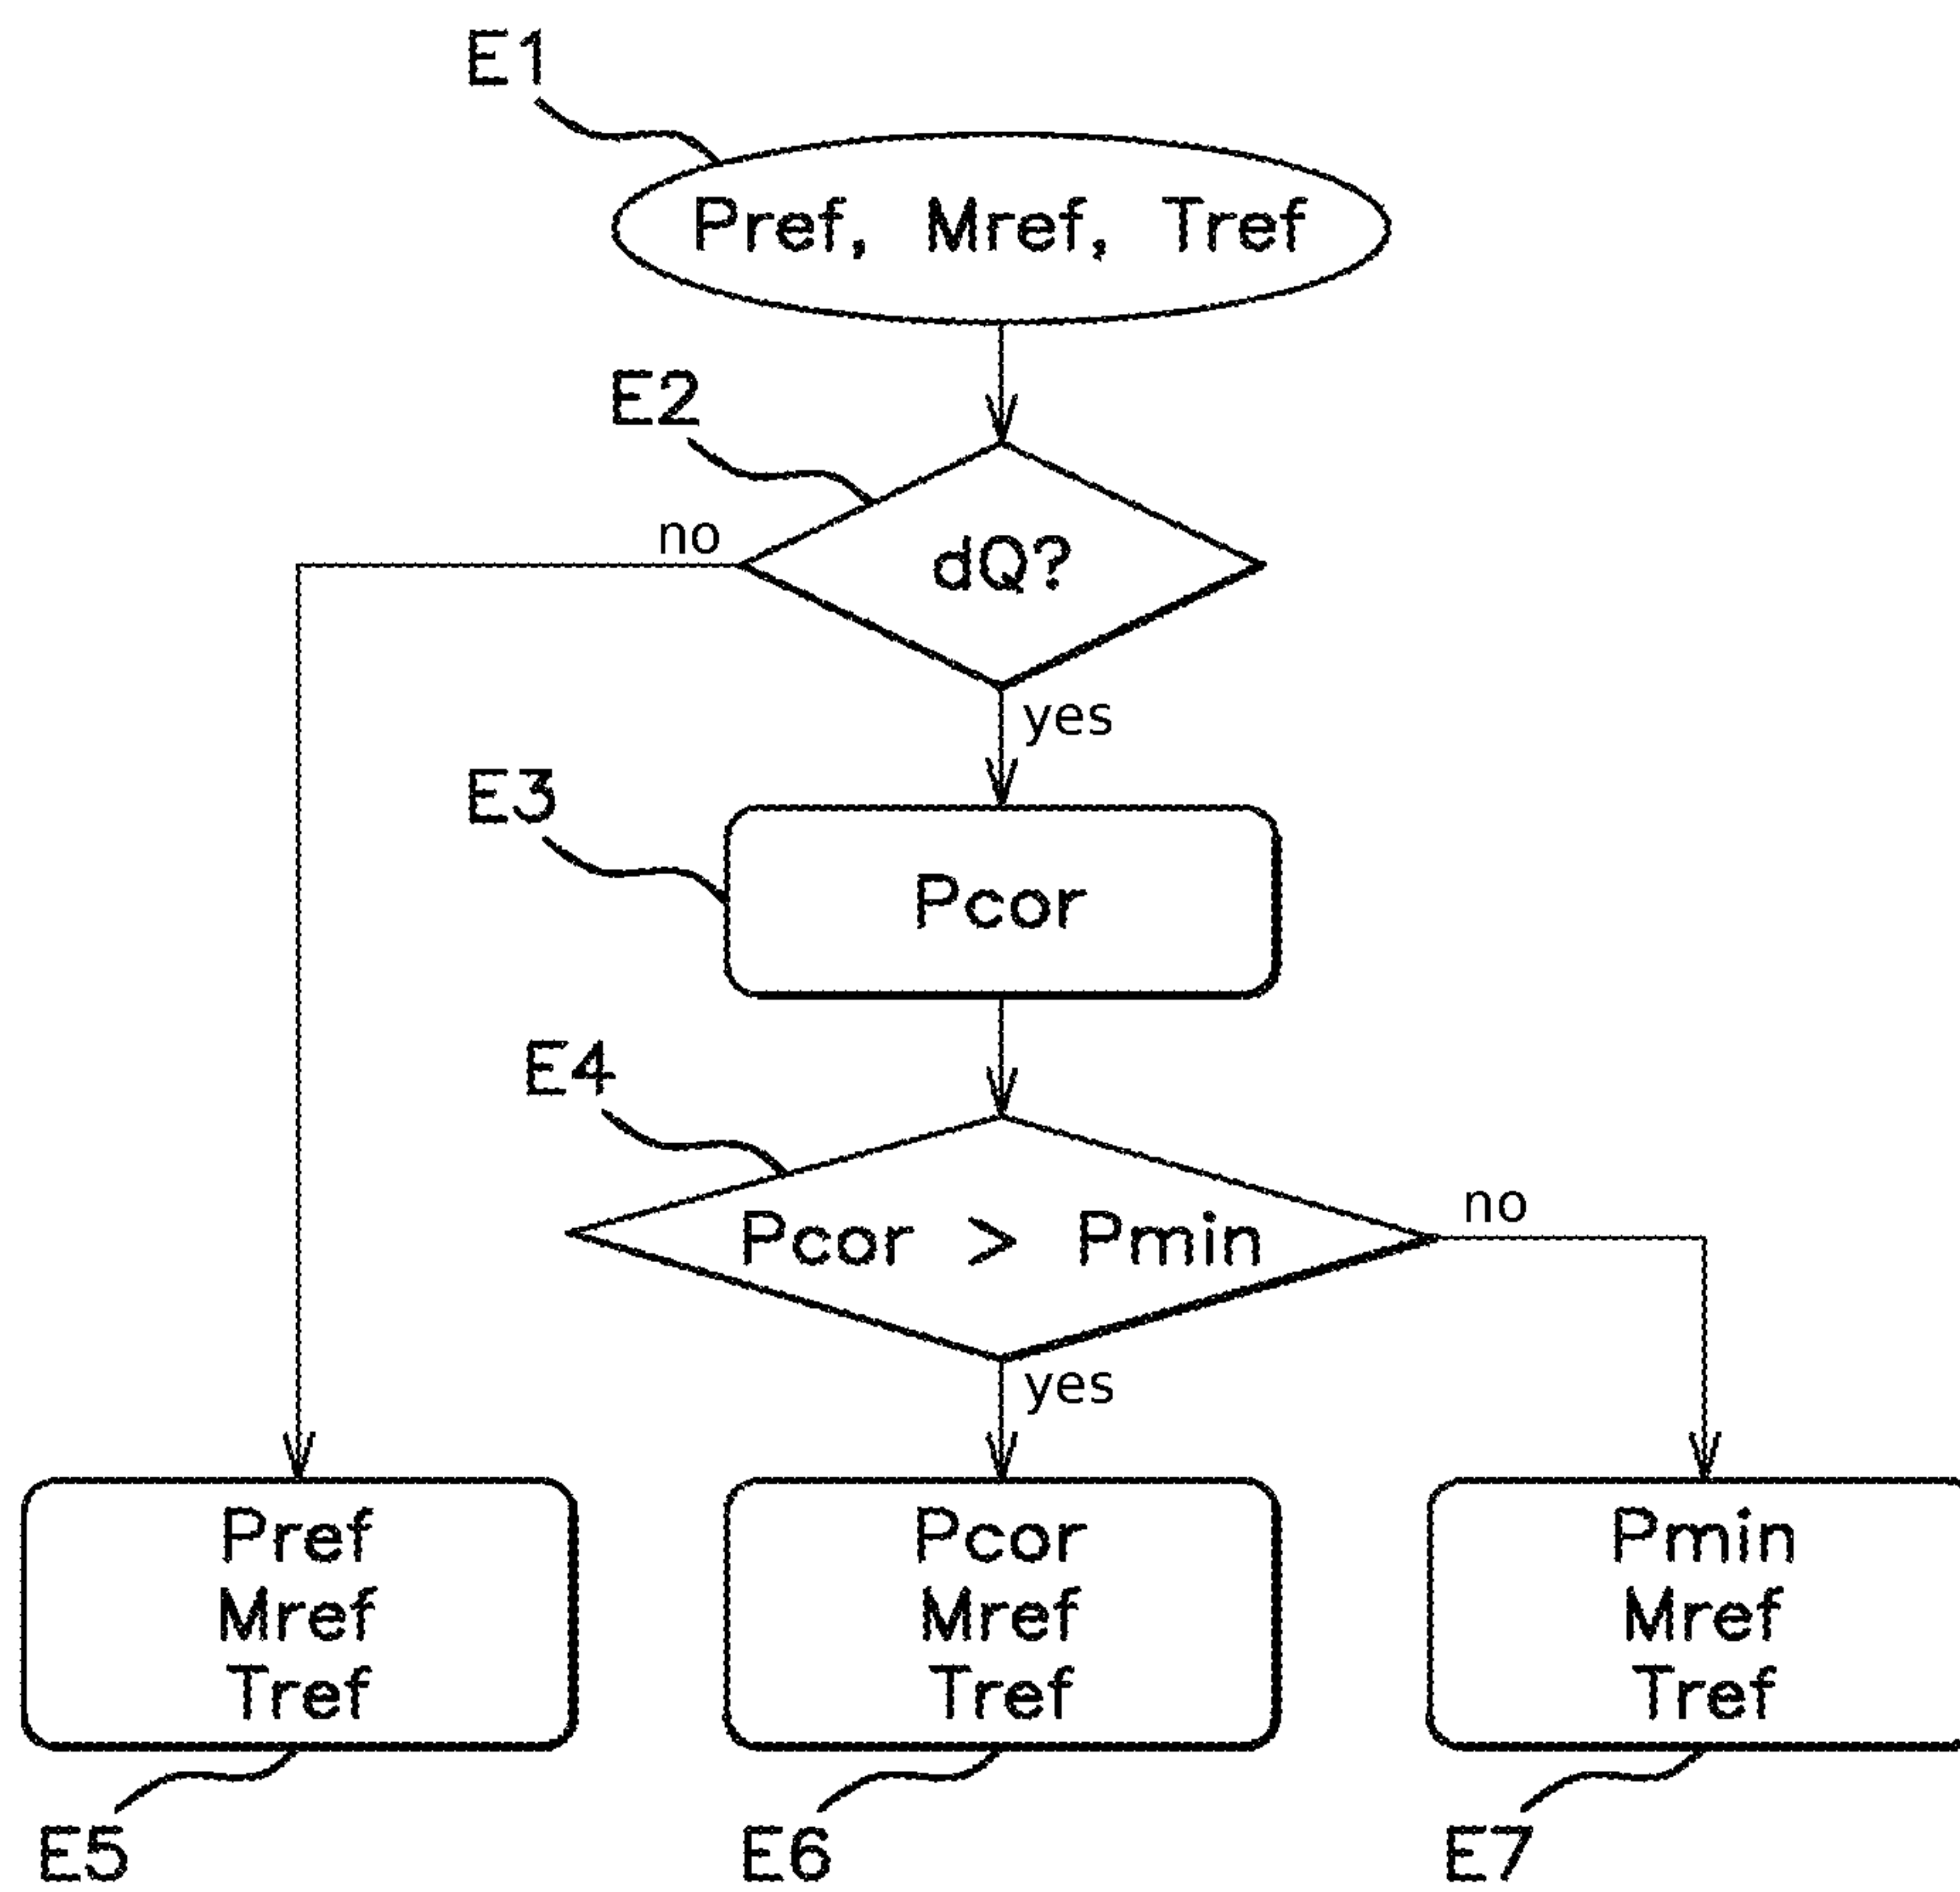 E1
Pref, Mref, Tref
E2
no
dQ?
yes
E3
Pcor
E4
Pcor > Pmin
no
yes
Pref
Mref
Tref
Pcor
Mref
Tref
Pmin
Mref
Tref
E5
E6
E7